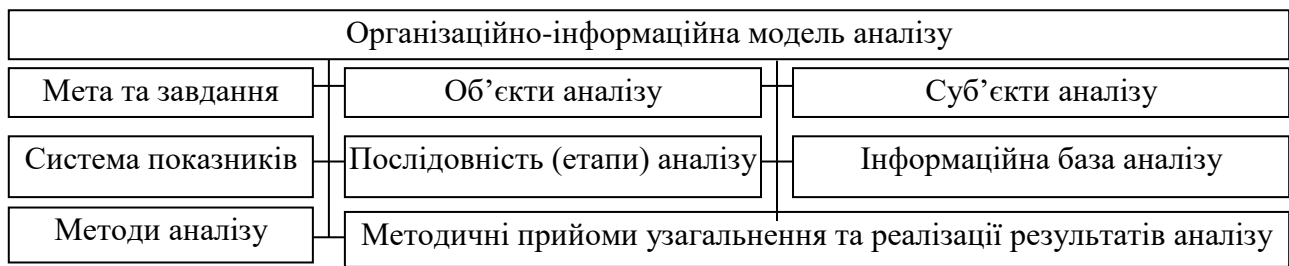 Організаційно-інформаційна модель аналізу
Мета та завдання
Об’єкти аналізу
Суб’єкти аналізу
Система показників
Послідовність (етапи) аналізу
Інформаційна база аналізу
Методи аналізу
Методичні прийоми узагальнення та реалізації результатів аналізу